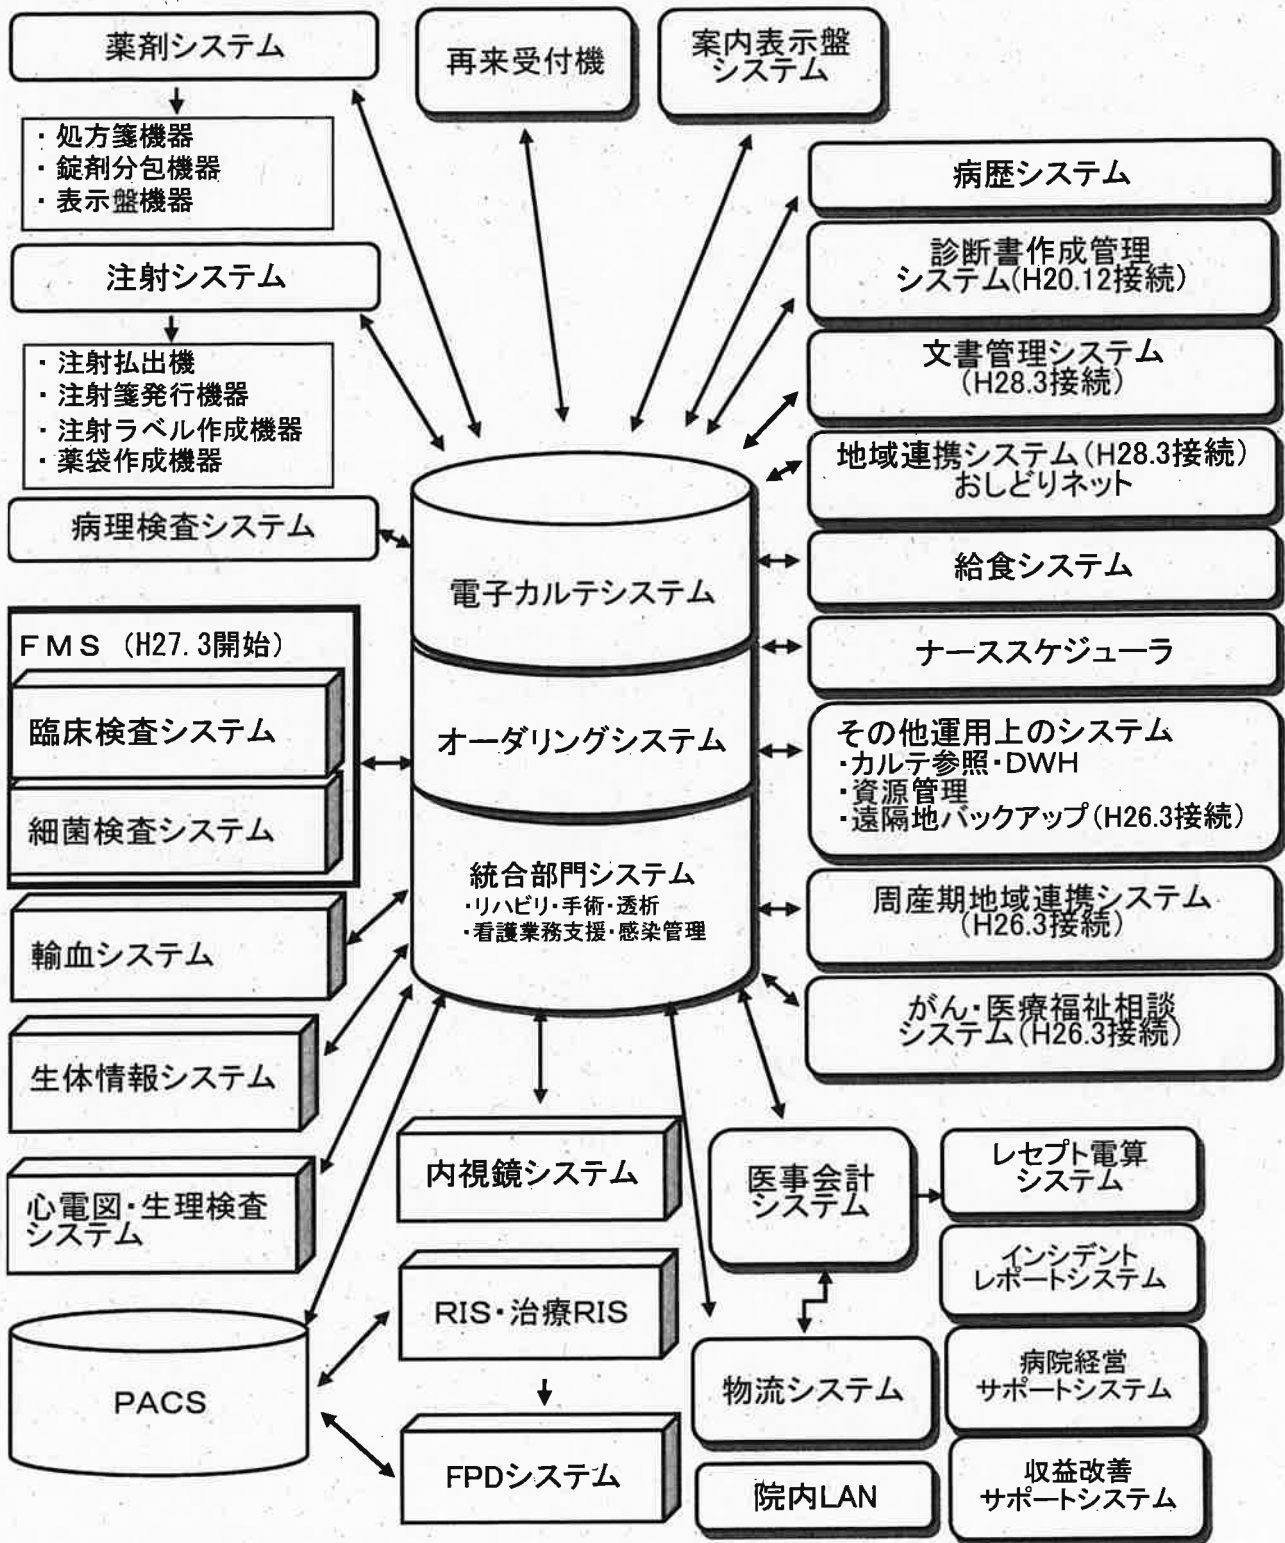 薬剤システム
・処方箋機器
・錠剤分包機器
・表示盤機器
注射システム
・注射払出機
・注射箋発行機器
・注射ラベル作成機器
・薬袋作成機器
病理検査システム
FMS (H27.3開始)
臨床検査システム
細菌検査システム
輸血システム
生体情報システム
心電図・生理検査
システム
PACS
再来受付機
案内表示盤
システム
電子カルテシステム
オーダリングシステム
統合部門システム
・リハビリ・手術・透析
・看護業務支援・感染管理
内視鏡システム
RIS・治療RIS
FPDシステム
病歴システム
診断書作成管理
システム(H20.12接続)
文書管理システム
(H28.3接続)
地域連携システム(H28.3接続)
おしどりネット
給食システム
ナーススケジューラ
その他運用上のシステム
・カルテ参照・DWH
・資源管理
・遠隔地バックアップ(H26.3接続)
周産期地域連携システム
(H26.3接続)
がん・医療福祉相談
システム(H26.3接続)
医事会計
システム
物流システム
院内LAN
レセプト電算
システム
インシデント
レポートシステム
病院経営
サポートシステム
収益改善
サポートシステム